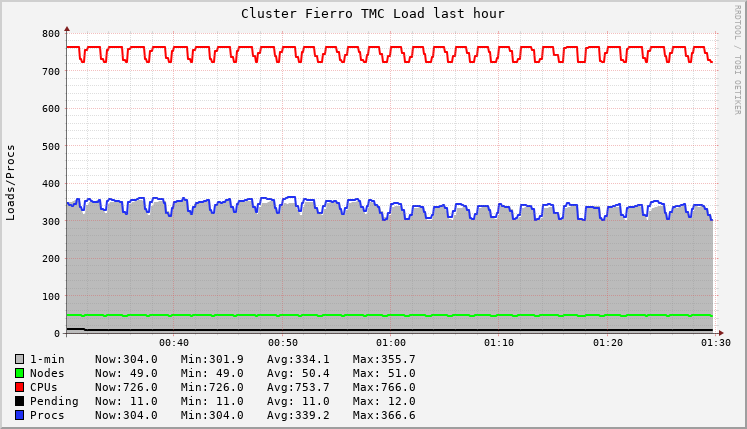 Cluster Fierro TMC Load last hour
RRDTOOL / TOBI OETIKER
Loads/Procs
800
700
600
500
400
300
200
100
0
00:40 00:50 01:00 01:10 01:20 01:30
1-min Now:304.0 Min:301.9 Avg:334.1 Max:355.7
Nodes Now: 49.0 Min: 49.0 Avg: 50.4 Max: 51.0
CPUs Now:726.0 Min:726.0 Avg:753.7 Max:766.0
Pending Now: 11.0 Min: 11.0 Avg: 11.0 Max: 12.0
Procs Now:304.0 Min:304.0 Avg:339.2 Max:366.6